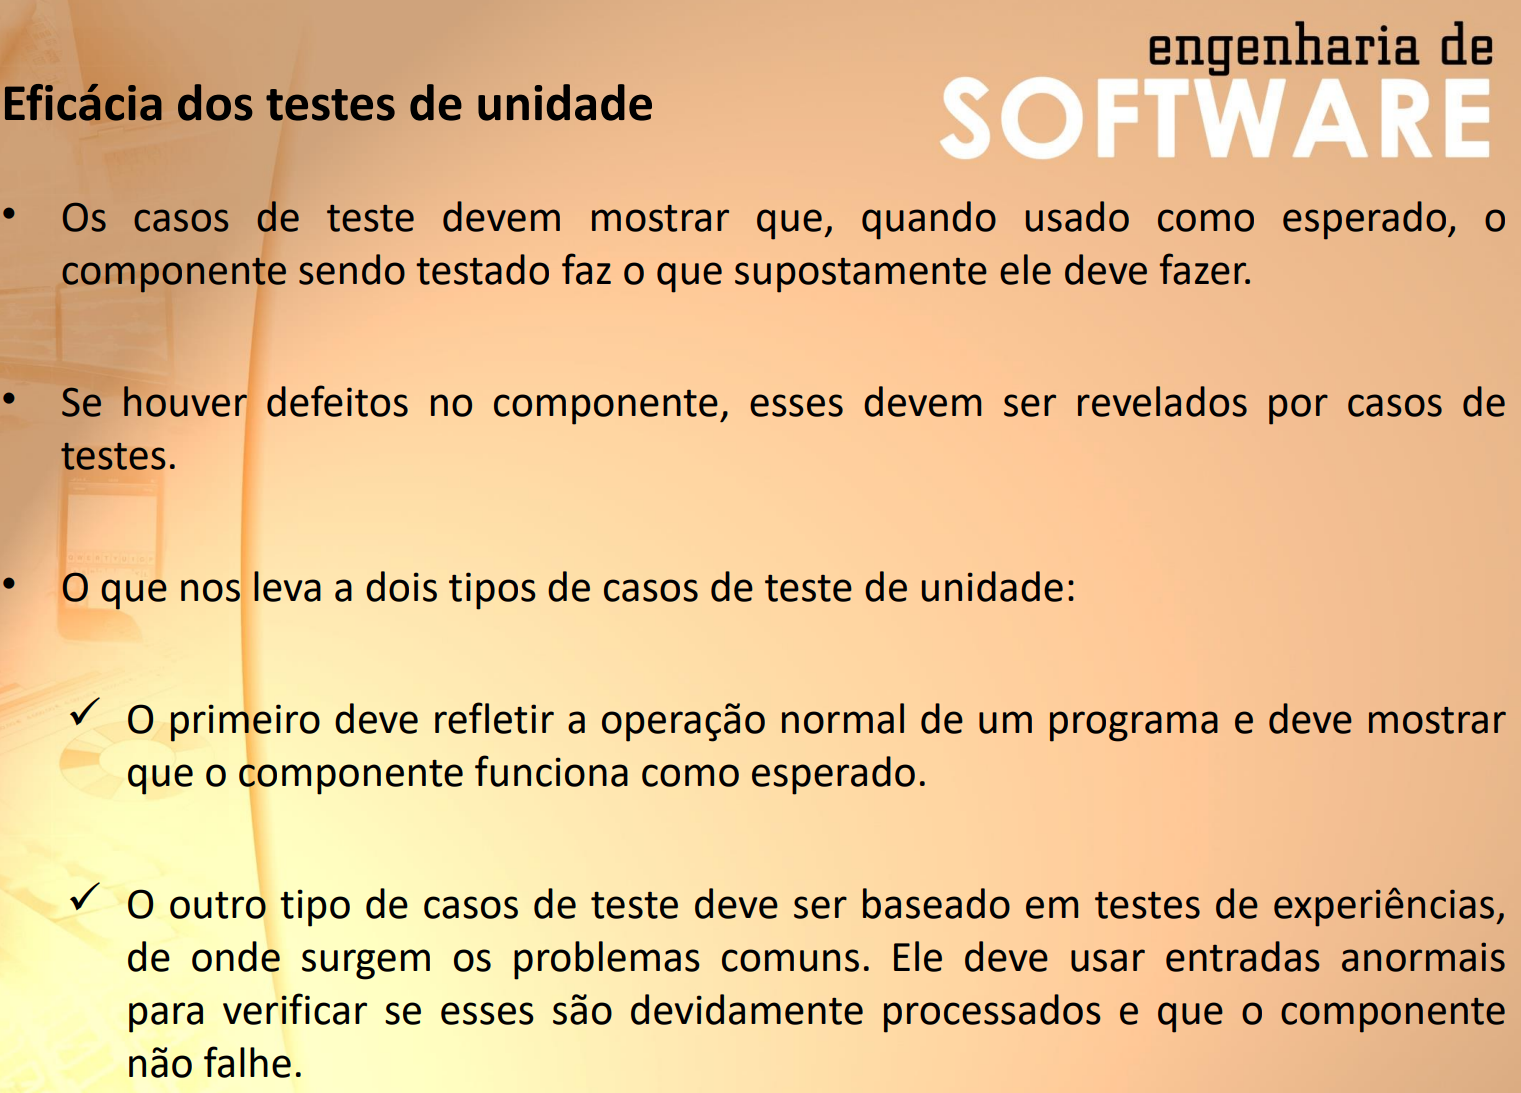 engenharia de
SOFTWARE
Eficácia dos testes de unidade
• Os casos de teste devem mostrar que, quando usado como esperado, o
componente sendo testado faz o que supostamente ele deve fazer.
• Se houver defeitos no componente, esses devem ser revelados por casos de
testes.
• O que nos leva a dois tipos de casos de teste de unidade:
✓ O primeiro deve refletir a operação normal de um programa e deve mostrar
que o componente funciona como esperado.
✓ O outro tipo de casos de teste deve ser baseado em testes de experiências,
de onde surgem os problemas comuns. Ele deve usar entradas anormais
para verificar se esses são devidamente processados e que o componente
não falhe.